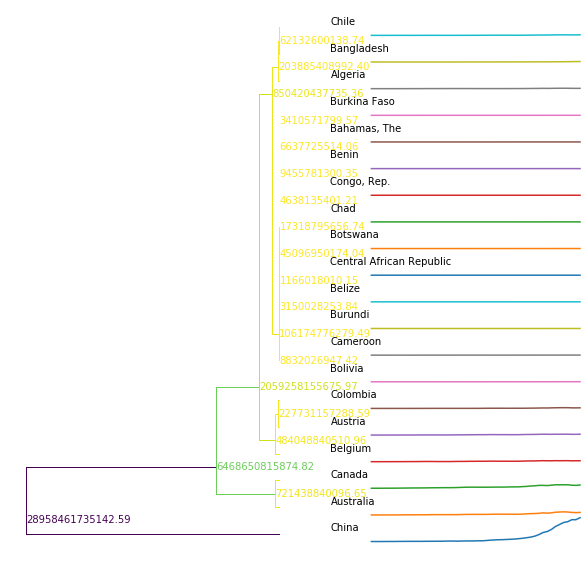 Chile
62132600138.74
Bangladesh
203865408992.40
Algeria
850420437735.36
Burkina Faso
3410571799.57
Bahamas, The
6637725514.06
Benin
9455781300.35
Congo, Rep.
4638135401.21
Chad
17318795656.74
Botswana
45096950174.04
Central African Republic
1166018010.15
Belize
3150028253.84
Burundi
106174776279.49
Cameroon
8832026947.42
Bolivia
2059258155675.97
Colombia
227731157288.59
Austria
484048840510.96
Belgium
6468650815874.82
Canada
721438840096.65
Australia
28958461735142.59
China